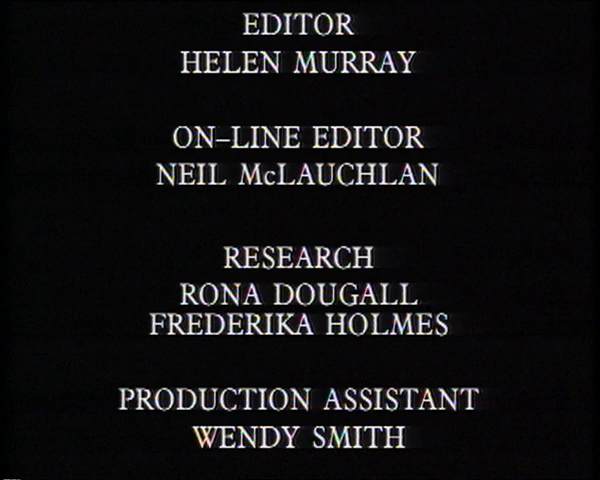 EDITOR
HELEN MURRAY
ON–LINE EDITOR
NEIL McLAUCHLAN
RESEARCH
RONA DOUGALL
FREDERIKA HOLMES
PRODUCTION ASSISTANT
WENDY SMITH